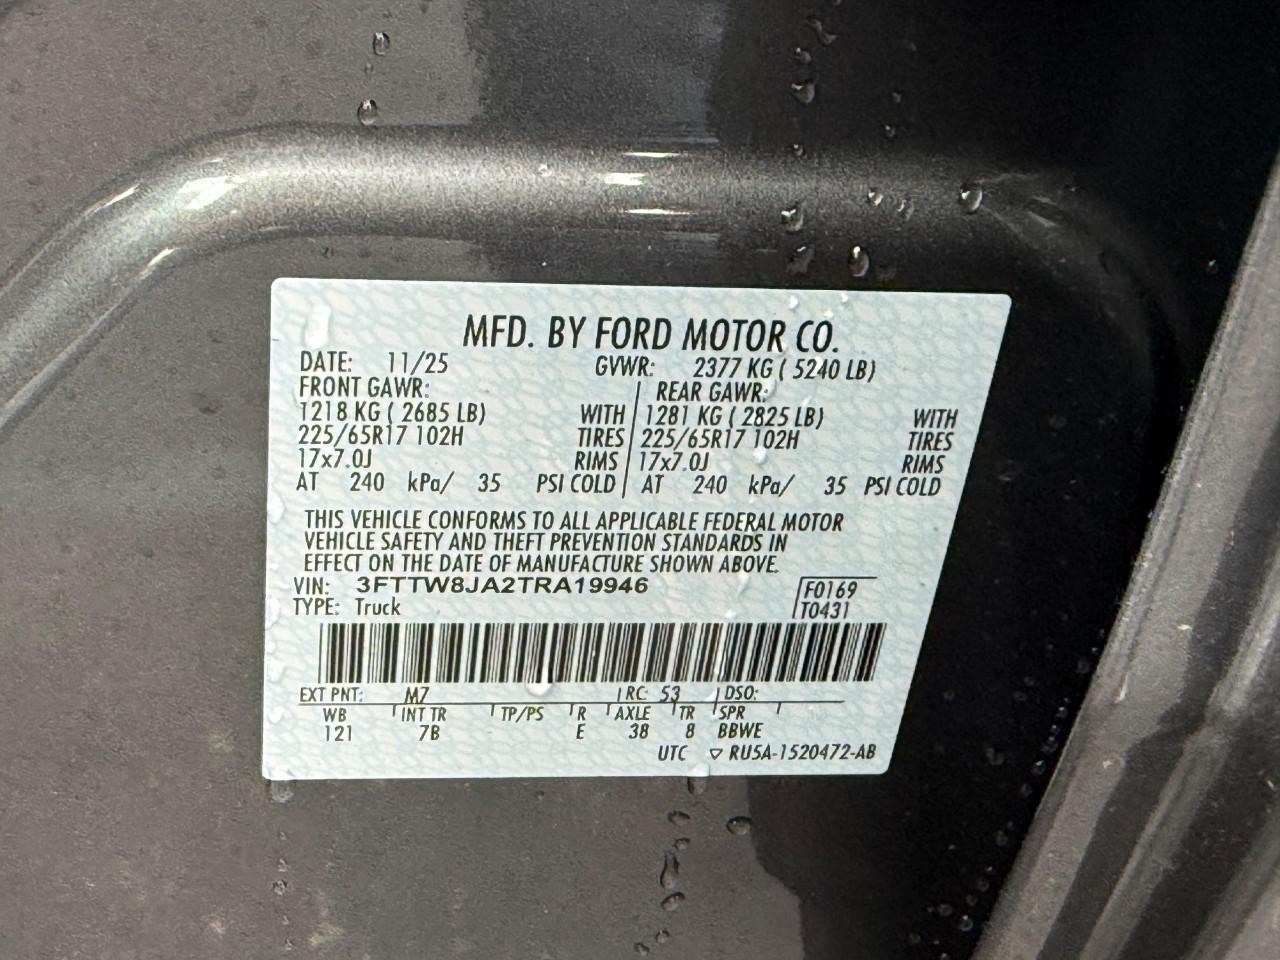 MFD. BY FORD MOTOR CO.
DATE: 11/25 GVWR: 2377 KG ( 5240 LB)
FRONT GAWR: REAR GAWR:
1218 KG ( 2685 LB) WITH 1281 KG ( 2825 LB) WITH
225/65R17 102H TIRES 225/65R17 102H TIRES
17x7.0J RIMS 17x7.0J RIMS
AT 240 kPa/ 35 PSI COLD AT 240 kPa/ 35 PSI COLD
THIS VEHICLE CONFORMS TO ALL APPLICABLE FEDERAL MOTOR
VEHICLE SAFETY AND THEFT PREVENTION STANDARDS IN
EFFECT ON THE DATE OF MANUFACTURE SHOWN ABOVE.
VIN: 3FTTW8JA2TRA19946 F0169
TYPE: Truck T0431
EXT PNT: M7 RC: 53 DSO:
WB INT TR TP/PS R AXLE TR SPR
121 7B E 38 8 BBWE
UTC ▽ RU5A-1520472-AB